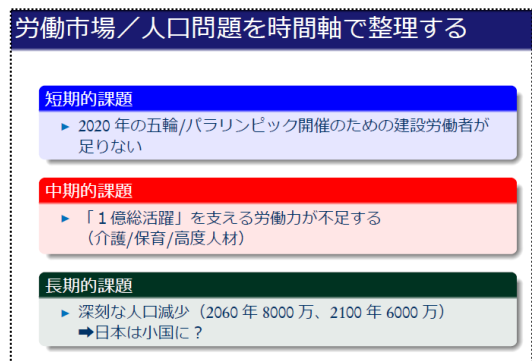 労働市場／人口問題を時間軸で整理する
短期的課題
▶ 2020 年の五輪/パラリンピック開催のための建設労働者が
足りない
中期的課題
▶ 「１億総活躍」を支える労働力が不足する
（介護/保育/高度人材）
長期的課題
▶ 深刻な人口減少（2060 年 8000 万、2100 年 6000 万）
➡日本は小国に？